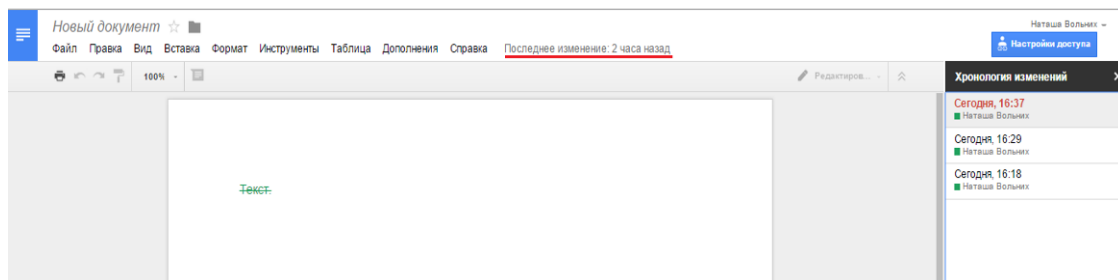 Новый документ
Наташа Вольних
Файл Правка Вид Вставка Формат Инструменты Таблица Дополнения Справка Последнее изменение: 2 часа назад
Настройки доступа
100%
Редактиров...
Хронология изменений
Сегодня, 16:37
Наташа Вольних
Сегодня, 16:29
Наташа Вольних
Сегодня, 16:18
Наташа Вольних
Текст.